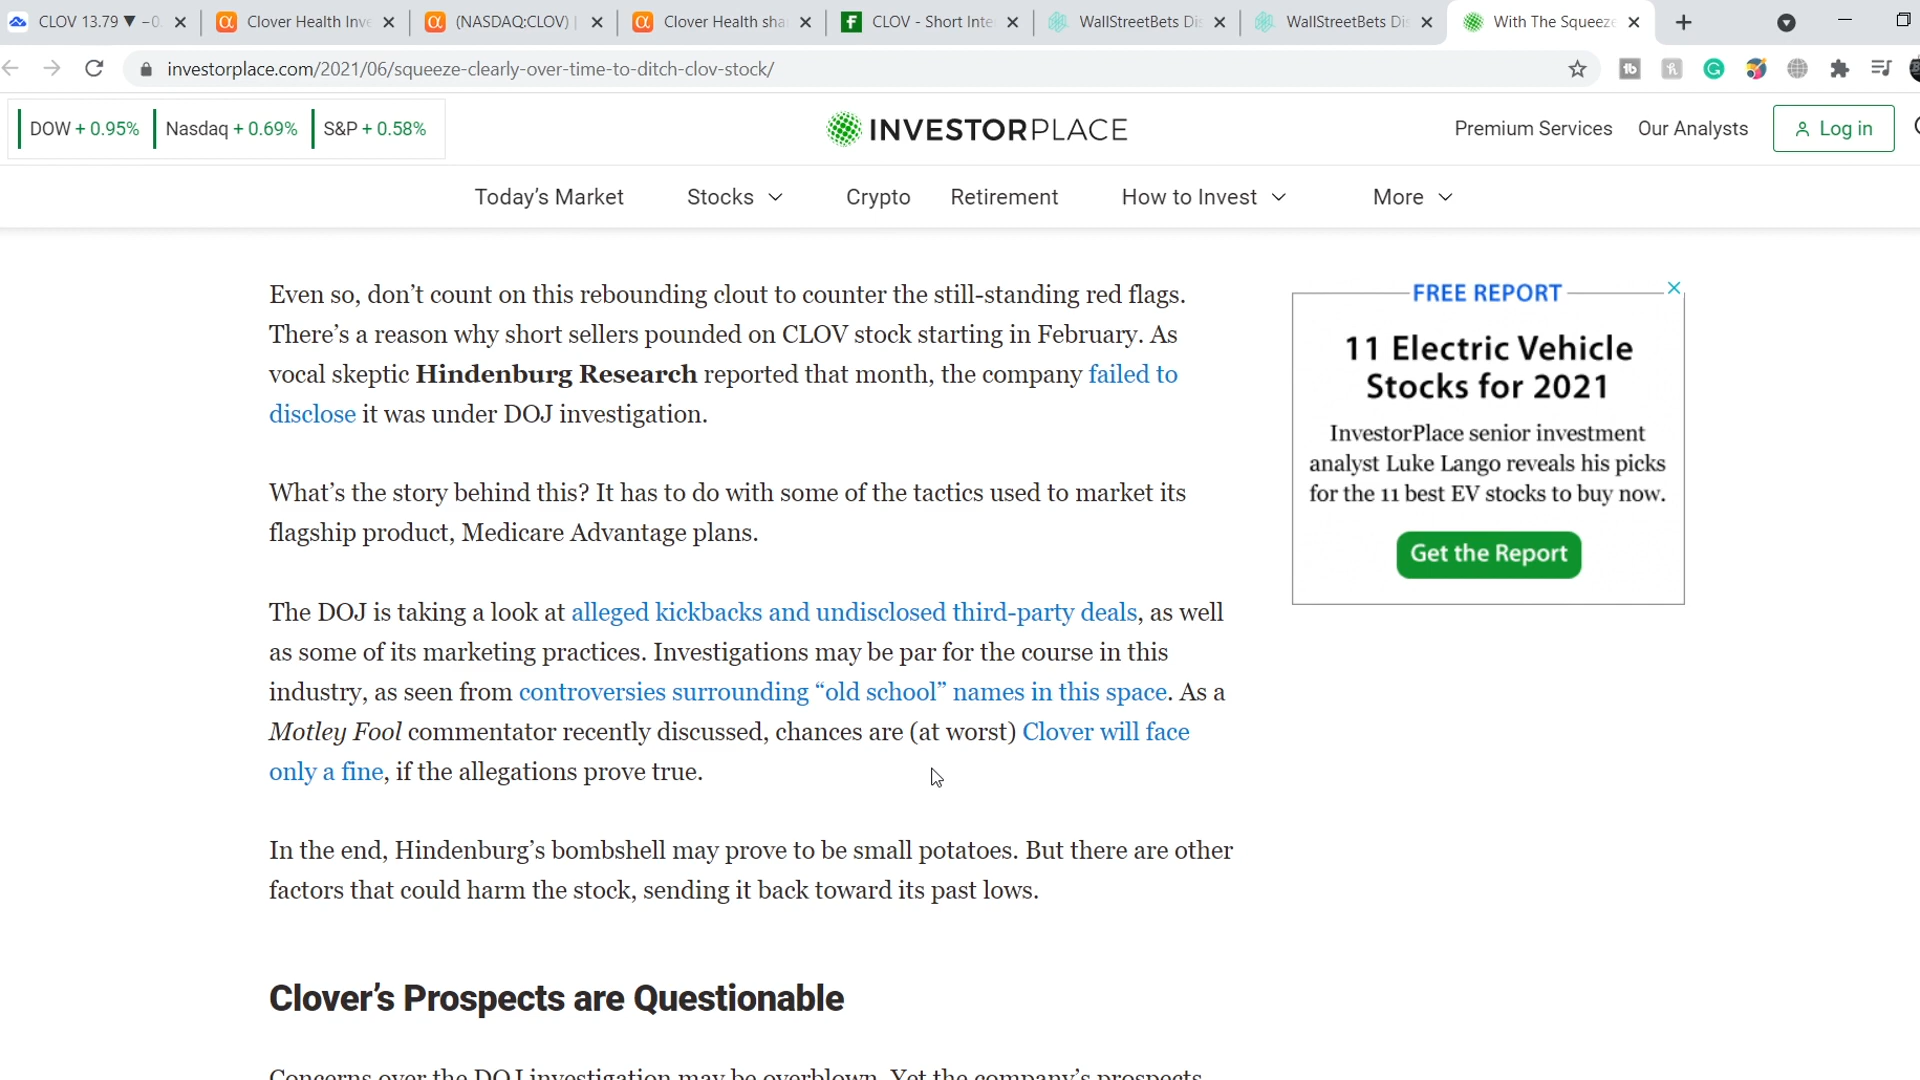 CLOV 13.79 ▼ −0.
Clover Health Inve
(NASDAQ:CLOV) |
Clover Health sha
CLOV - Short Inte
WallStreetBets Dis
WallStreetBets Dis
With The Squeeze
investorplace.com/2021/06/squeeze-clearly-over-time-to-ditch-clov-stock/
DOW + 0.95%
Nasdaq + 0.69%
S&P + 0.58%
INVESTORPLACE
Premium Services
Our Analysts
Log in
Today's Market
Stocks
Crypto
Retirement
How to Invest
More
Even so, don't count on this rebounding clout to counter the still-standing red flags.
There's a reason why short sellers pounded on CLOV stock starting in February. As
vocal skeptic Hindenburg Research reported that month, the company failed to
disclose it was under DOJ investigation.
What's the story behind this? It has to do with some of the tactics used to market its
flagship product, Medicare Advantage plans.
The DOJ is taking a look at alleged kickbacks and undisclosed third-party deals, as well
as some of its marketing practices. Investigations may be par for the course in this
industry, as seen from controversies surrounding “old school” names in this space. As a
Motley Fool commentator recently discussed, chances are (at worst) Clover will face
only a fine, if the allegations prove true.
In the end, Hindenburg's bombshell may prove to be small potatoes. But there are other
factors that could harm the stock, sending it back toward its past lows.
Clover's Prospects are Questionable
Concerns over the DOJ investigation may be overblown. Yet the company's prospects
FREE REPORT
11 Electric Vehicle
Stocks for 2021
InvestorPlace senior investment
analyst Luke Lango reveals his picks
for the 11 best EV stocks to buy now.
Get the Report